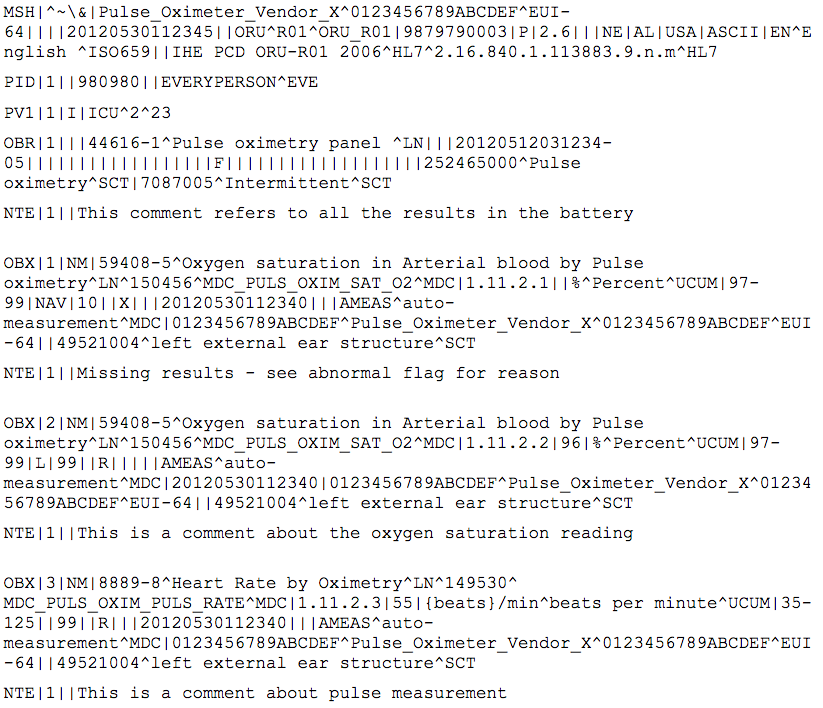 MSH|^~\&|Pulse_Oximeter_Vendor_X^0123456789ABCDEF^EUI-
64||||20120530112345||ORU^R01^ORU_R01|9879790003|P|2.6|||NE|AL|USA|ASCII|EN^E
nglish ^ISO659||IHE PCD ORU-R01 2006^HL7^2.16.840.1.113883.9.n.m^HL7
PID|1||980980||EVERYPERSON^EVE
PV1|1|I|ICU^2^23
OBR|1|||44616-1^Pulse oximetry panel ^LN|||20120512031234-
05||||||||||||||||||F|||||||||||||||||||252465000^Pulse
oximetry^SCT|7087005^Intermittent^SCT
NTE|1||This comment refers to all the results in the battery
OBX|1|NM|59408-5^Oxygen saturation in Arterial blood by Pulse
oximetry^LN^150456^MDC_PULS_OXIM_SAT_O2^MDC|1.11.2.1||%^Percent^UCUM|97-
99|NAV|10||X|||20120530112340|||AMEAS^auto-
measurement^MDC|0123456789ABCDEF^Pulse_Oximeter_Vendor_X^0123456789ABCDEF^EUI
-64||49521004^left external ear structure^SCT
NTE|1||Missing results - see abnormal flag for reason
OBX|2|NM|59408-5^Oxygen saturation in Arterial blood by Pulse
oximetry^LN^150456^MDC_PULS_OXIM_SAT_O2^MDC|1.11.2.2|96|%^Percent^UCUM|97-
99|L|99||R|||||AMEAS^auto-
measurement^MDC|20120530112340|0123456789ABCDEF^Pulse_Oximeter_Vendor_X^01234
56789ABCDEF^EUI-64||49521004^left external ear structure^SCT
NTE|1||This is a comment about the oxygen saturation reading
OBX|3|NM|8889-8^Heart Rate by Oximetry^LN^149530^
MDC_PULS_OXIM_PULS_RATE^MDC|1.11.2.3|55|{beats}/min^beats per minute^UCUM|35-
125||99||R|||20120530112340|||AMEAS^auto-
measurement^MDC|0123456789ABCDEF^Pulse_Oximeter_Vendor_X^0123456789ABCDEF^EUI
-64||49521004^left external ear structure^SCT
NTE|1||This is a comment about pulse measurement